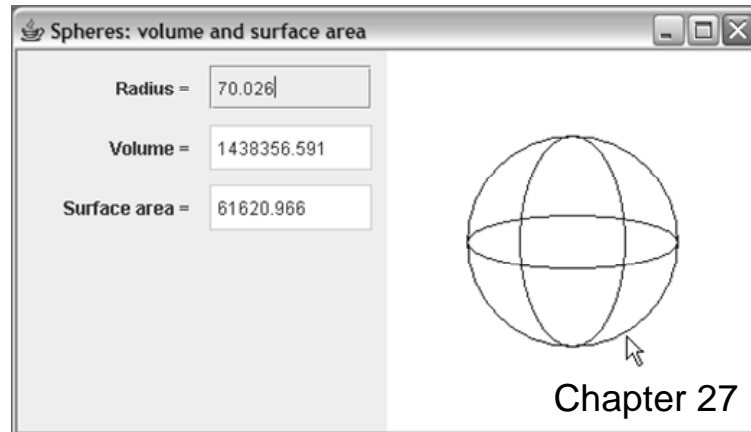 Spheres: volume and surface area
Radius = 70.026
Volume = 1438356.591
Surface area = 61620.966
Chapter 27